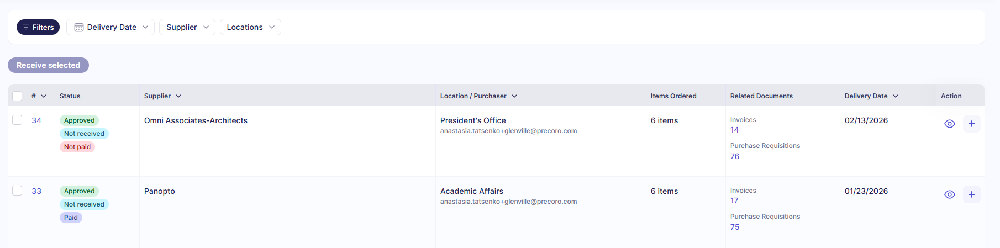 Filters Delivery Date Supplier Locations
Receive selected
# Status Supplier Location / Purchaser Items Ordered Related Documents Delivery Date Action
34 Approved Omni Associates-Architects President's Office 6 items Invoices 02/13/2026 +
Not received anastasia.tatsenko+glenville@precoro.com 14
Not paid Purchase Requisitions
76
33 Approved Panopto Academic Affairs 6 items Invoices 01/23/2026 +
Not received anastasia.tatsenko+glenville@precoro.com 17
Paid Purchase Requisitions
75